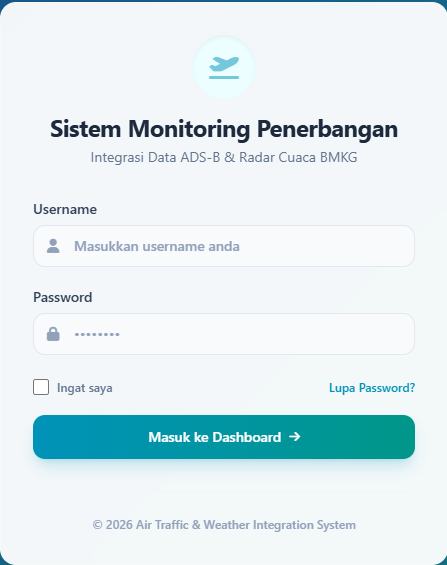 Sistem Monitoring Penerbangan
Integrasi Data ADS-B & Radar Cuaca BMKG
Username
Masukkan username anda
Password
••••••••
Ingat saya
Lupa Password?
Masuk ke Dashboard →
© 2026 Air Traffic & Weather Integration System